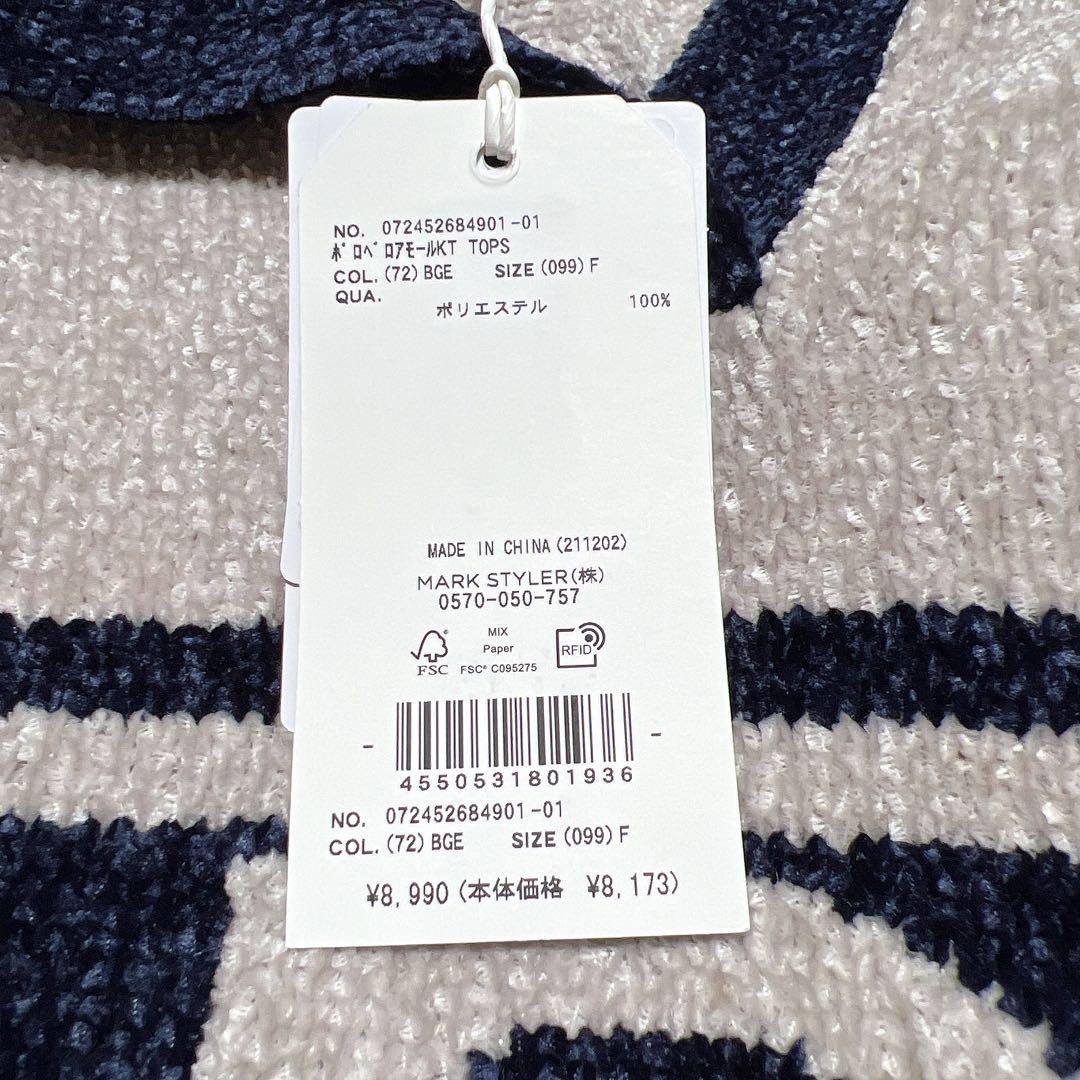 NO. 072452684901-01
ﾎﾟﾛﾍﾞﾛｱﾓｰﾙKT TOPS
COL. (72) BGE SIZE (099) F
QUA.
ポリエステル 100%
MADE IN CHINA (211202)
MARK STYLER(株)
0570-050-757
FSC
MIX
Paper
FSC® C095275
RFID
- -
4550531801936
NO. 072452684901-01
COL. (72) BGE SIZE (099) F
¥8,990 (本体価格 ¥8,173)